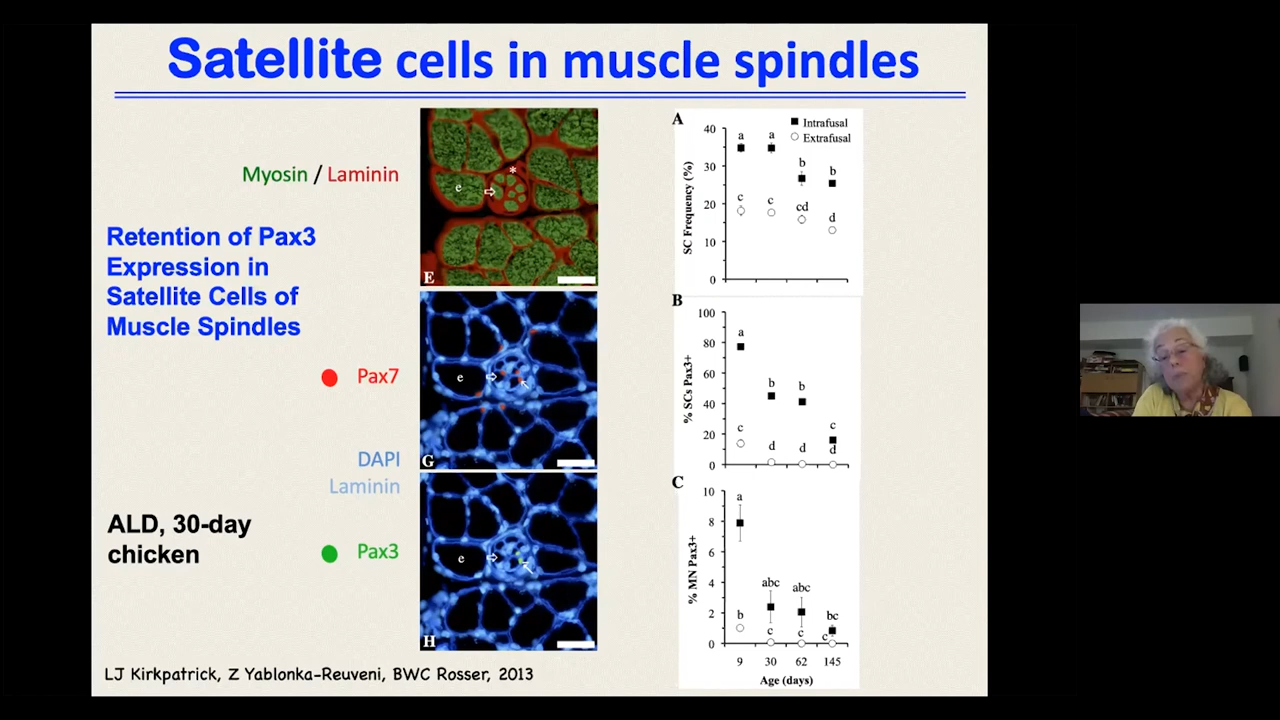 Satellite cells in muscle spindles
Myosin / Laminin
Retention of Pax3
Expression in
Satellite Cells of
Muscle Spindles
Pax7
DAPI
Laminin
ALD, 30-day
chicken
Pax3
LJ Kirkpatrick, Z Yablonka-Reuveni, BWC Rosser, 2013
*
e
E
e
G
e
H
A
Intrafusal
Extrafusal
SC Frequency (%)
40
30
20
10
0
a a b b
c c cd d
B
% SCs Pax3+
100
80
60
40
20
0
a b b c
c d d d
C
% MN Pax3+
10
8
6
4
2
0
a abc abc bc
b c c c
9 30 62 145
Age (days)